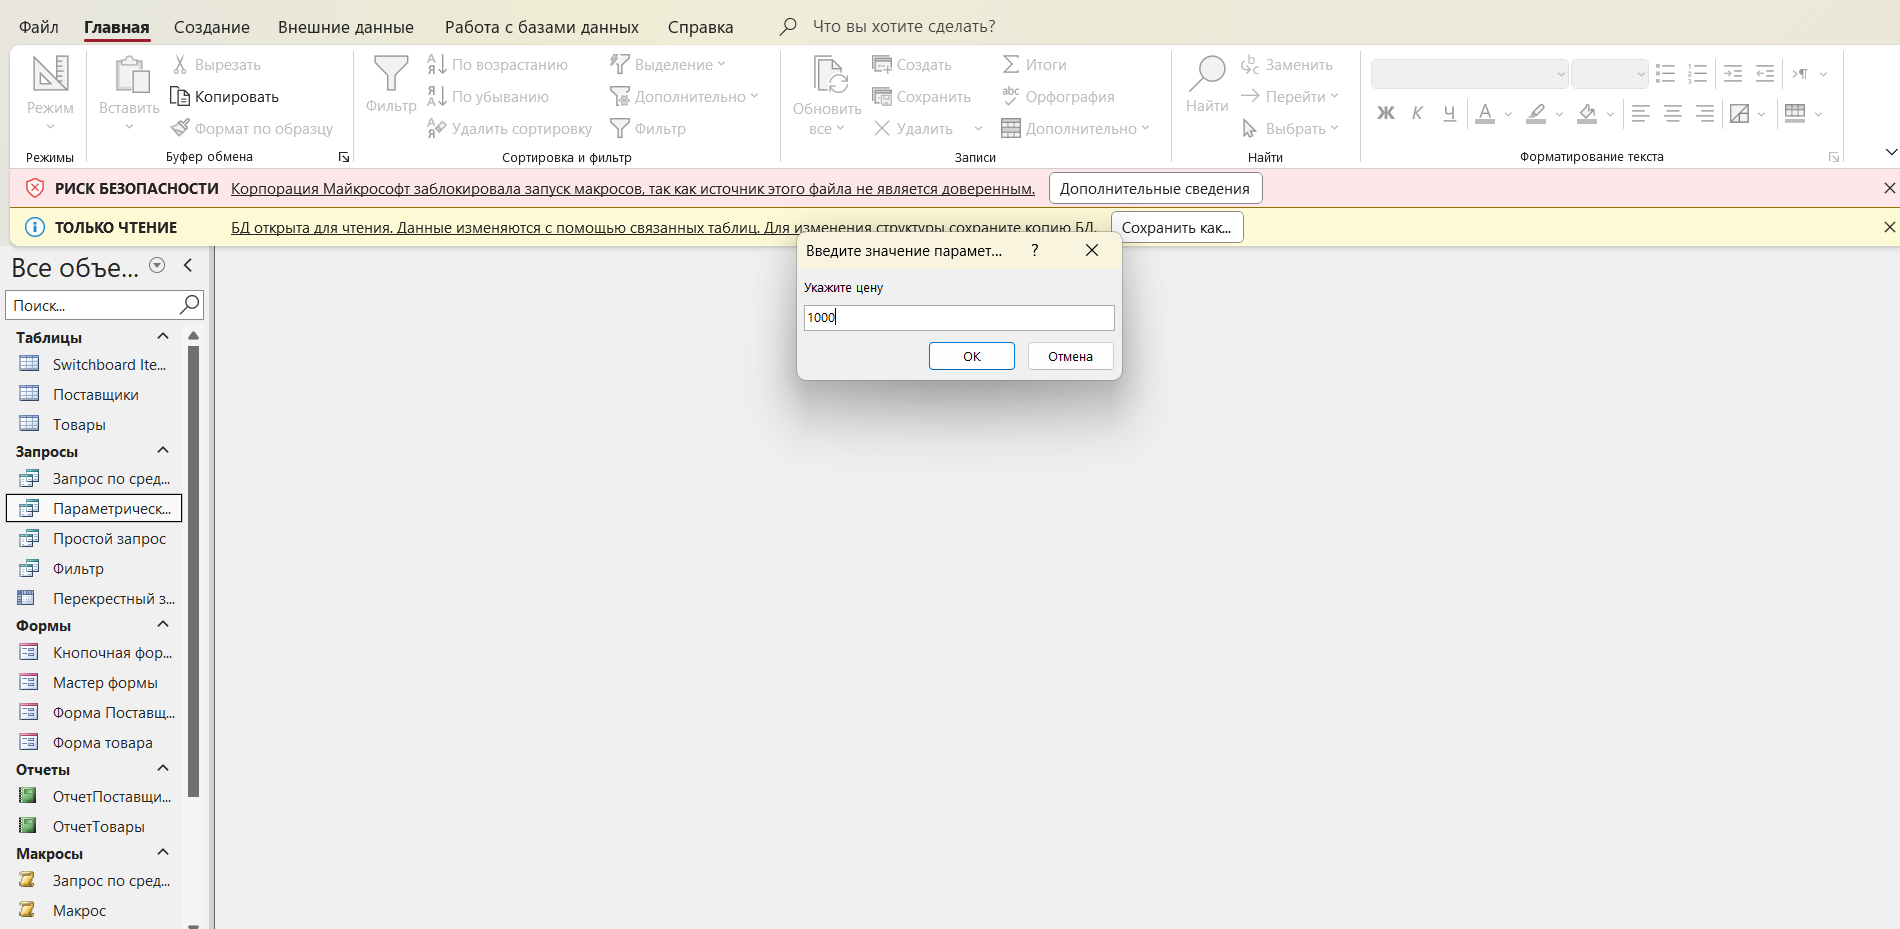 Файл Главная Создание Внешние данные Работа с базами данных Справка Что вы хотите сделать?
Режим
Режимы
Вставить
Вырезать
Копировать
Формат по образцу
Буфер обмена
Фильтр
По возрастанию
По убыванию
Удалить сортировку
Выделение
Дополнительно
Фильтр
Сортировка и фильтр
Обновить
все
Создать
Сохранить
Удалить
Итоги
Орфография
Дополнительно
Записи
Найти
Заменить
Перейти
Выбрать
Найти
Ж К Ч А
Форматирование текста
РИСК БЕЗОПАСНОСТИ Корпорация Майкрософт заблокировала запуск макросов, так как источник этого файла не является доверенным. Дополнительные сведения
ТОЛЬКО ЧТЕНИЕ БД открыта для чтения. Данные изменяются с помощью связанных таблиц. Для изменения структуры сохраните копию БД. Сохранить как...
Введите значение парамет... ?
Укажите цену
1000
ОК Отмена
Все объе...
Поиск...
Таблицы
Switchboard Ite...
Поставщики
Товары
Запросы
Запрос по сред...
Параметрическ...
Простой запрос
Фильтр
Перекрестный з...
Формы
Кнопочная фор...
Мастер формы
Форма Поставщ...
Форма товара
Отчеты
ОтчетПоставщи...
ОтчетТовары
Макросы
Запрос по сред...
Макрос